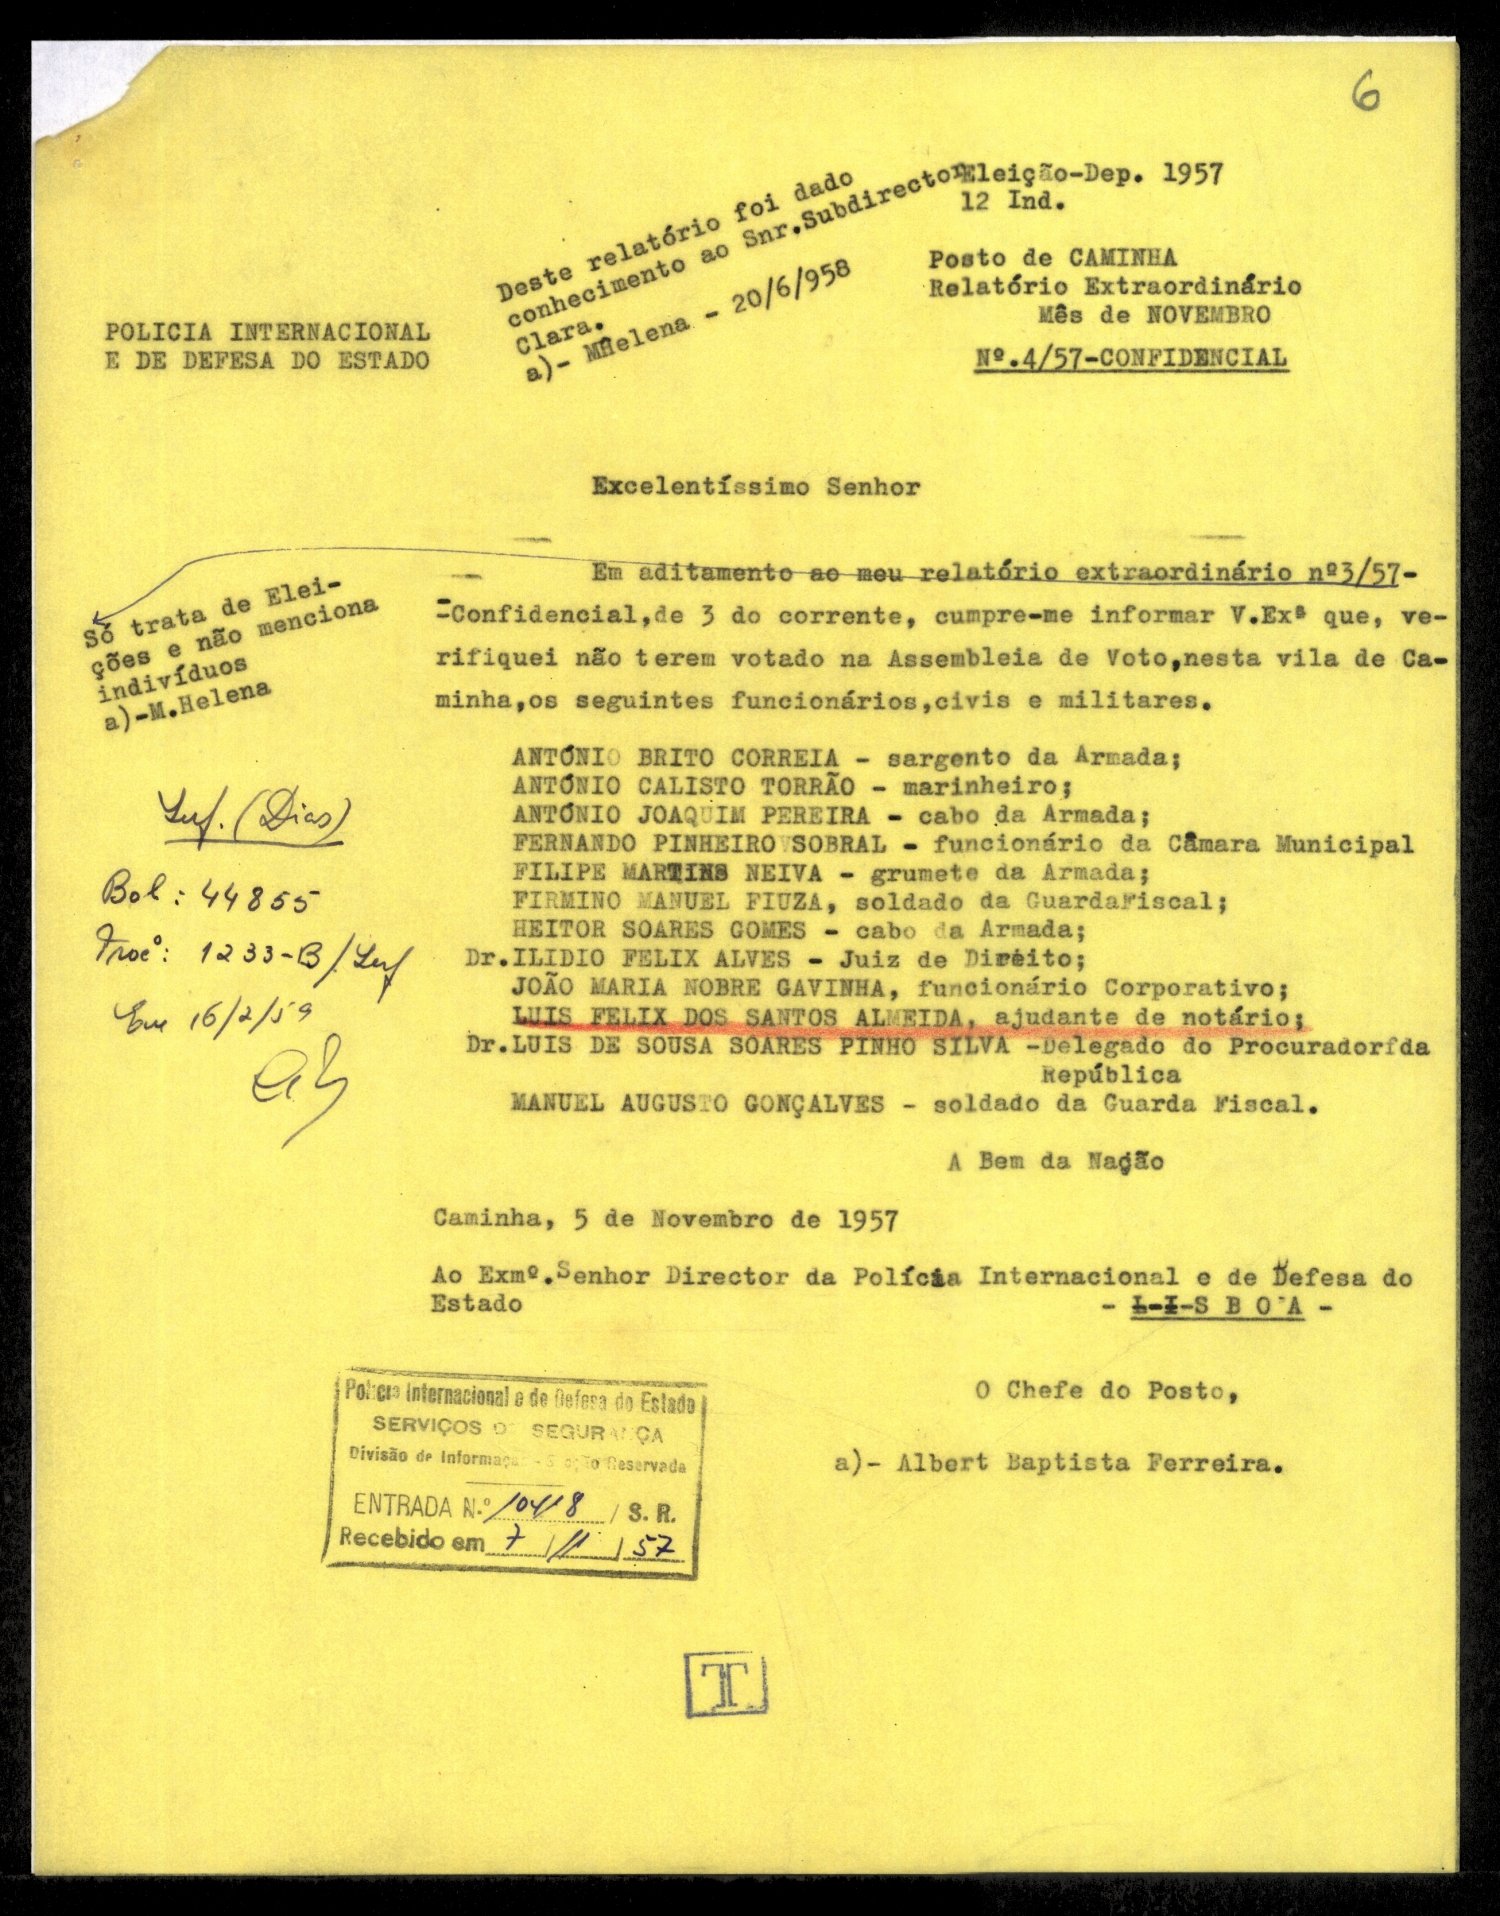 6
Eleição-Dep. 1957
12 Ind.
Deste relatório foi dado
conhecimento ao Snr.Subdirector
Clara.
a)- MHelena - 20/6/958
Posto de CAMINHA
Relatório Extraordinário
Mês de NOVEMBRO
Nº.4/57-CONFIDENCIAL
POLICIA INTERNACIONAL
E DE DEFESA DO ESTADO
Excelentíssimo Senhor
Em aditamento ao meu relatório extraordinário nº3/57-
-Confidencial,de 3 do corrente, cumpre-me informar V.Exª que, ve-
rifiquei não terem votado na Assembleia de Voto,nesta vila de Ca-
minha,os seguintes funcionários,civis e militares.
Só trata de Elei-
ções e não menciona
indivíduos
a)-M.Helena
ANTÓNIO BRITO CORREIA - sargento da Armada;
ANTÓNIO CALISTO TORRÃO - marinheiro;
ANTÓNIO JOAQUIM PEREIRA - cabo da Armada;
FERNANDO PINHEIRO SOBRAL - funcionário da Câmara Municipal
FILIPE MARTINS NEIVA - grumete da Armada;
FIRMINO MANUEL FIUZA, soldado da GuardaFiscal;
HEITOR SOARES GOMES - cabo da Armada;
Dr.ILIDIO FELIX ALVES - Juiz de Direito;
JOÃO MARIA NOBRE GAVINHA, funcionário Corporativo;
LUIS FELIX DOS SANTOS ALMEIDA, ajudante de notário;
Dr.LUIS DE SOUSA SOARES PINHO SILVA -Delegado do Procurador da
República
MANUEL AUGUSTO GONÇALVES - soldado da Guarda Fiscal.
(Dias)
Bol: 44855
Procº: 1233-B/
Em 16/2/59
A Bem da Nação
Caminha, 5 de Novembro de 1957
Ao Exmº.Senhor Director da Polícia Internacional e de Defesa do
Estado - L-I-S B O A -
O Chefe do Posto,
a)- Albert Baptista Ferreira.
Policia Internacional e de Defesa do Estado
SERVIÇOS DE SEGURANÇA
Divisão de Informação - Secção Reservada
ENTRADA N.º 10418 / S. R.
Recebido em 7 / 11 / 57
T